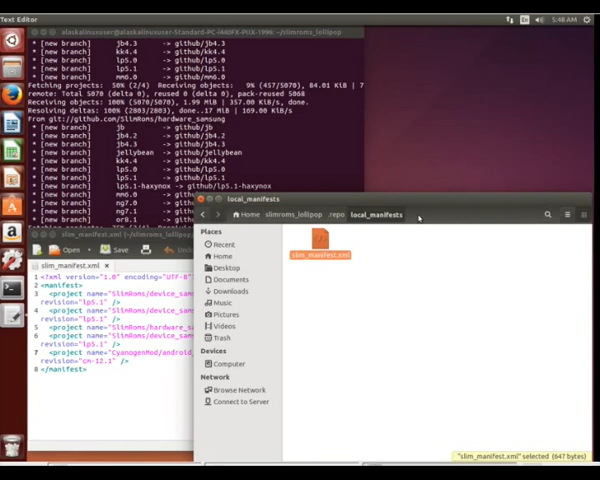 Text Editor
En
5:48 AM
alaskalinuxuser@alaskalinuxuser-Standard-PC-i440FX-PIIX-1996: ~/slimroms_lollipop
* [new branch] jb4.3 -> github/jb4.3
* [new branch] kk4.4 -> github/kk4.4
* [new branch] lp5.0 -> github/lp5.0
* [new branch] lp5.1 -> github/lp5.1
* [new branch] mm6.0 -> github/mm6.0
Fetching projects: 50% (2/4) Receiving objects: 9% (457/5070), 84.01 KiB | 7
remote: Total 5070 (delta 0), reused 0 (delta 0), pack-reused 5068
Receiving objects: 100% (5070/5070), 1.99 MiB | 357.00 KiB/s, done.
Resolving deltas: 100% (2803/2803), done.
From git://github.com/SlimRoms/hardware_samsung
* [new branch] jb -> github/jb
* [new branch] jb4.2 -> github/jb4.2
* [new branch] jb4.3 -> github/jb4.3
* [new branch] jellybean -> github/jellybean
* [new branch] kk4.4 -> github/kk4.4
* [new branch] lp5.0 -> github/lp5.0
* [new branch] lp5.1 -> github/lp5.1
* [new branch] lp5.1-haxynox -> github/lp5.1-haxynox
* [new branch] mm6.0
* [new branch] ng7.0
* [new branch] ng7.1
* [new branch] or8.1
slim_manifest.xml
Open
Save
Undo
slim_manifest.xml ×
1 <?xml version="1.0" encoding="UTF-8"
2 <manifest>
3 <project name="SlimRoms/device_sams
revision="lp5.1" />
4 <project name="SlimRoms/device_sams
revision="lp5.1" />
5 <project name="SlimRoms/hardware_sa
6 <project name="SlimRoms/device_sams
revision="lp5.1" />
7 <project name="CyanogenMod/android_
revision="cm-12.1" />
8 </manifest>
local_manifests
Home
slimroms_lollipop
.repo
local_manifests
Places
Recent
Home
Desktop
Documents
Downloads
Music
Pictures
Videos
Trash
Devices
Computer
Network
Browse Network
Connect to Server
slim_manifest.xml
"slim_manifest.xml" selected (647 bytes)